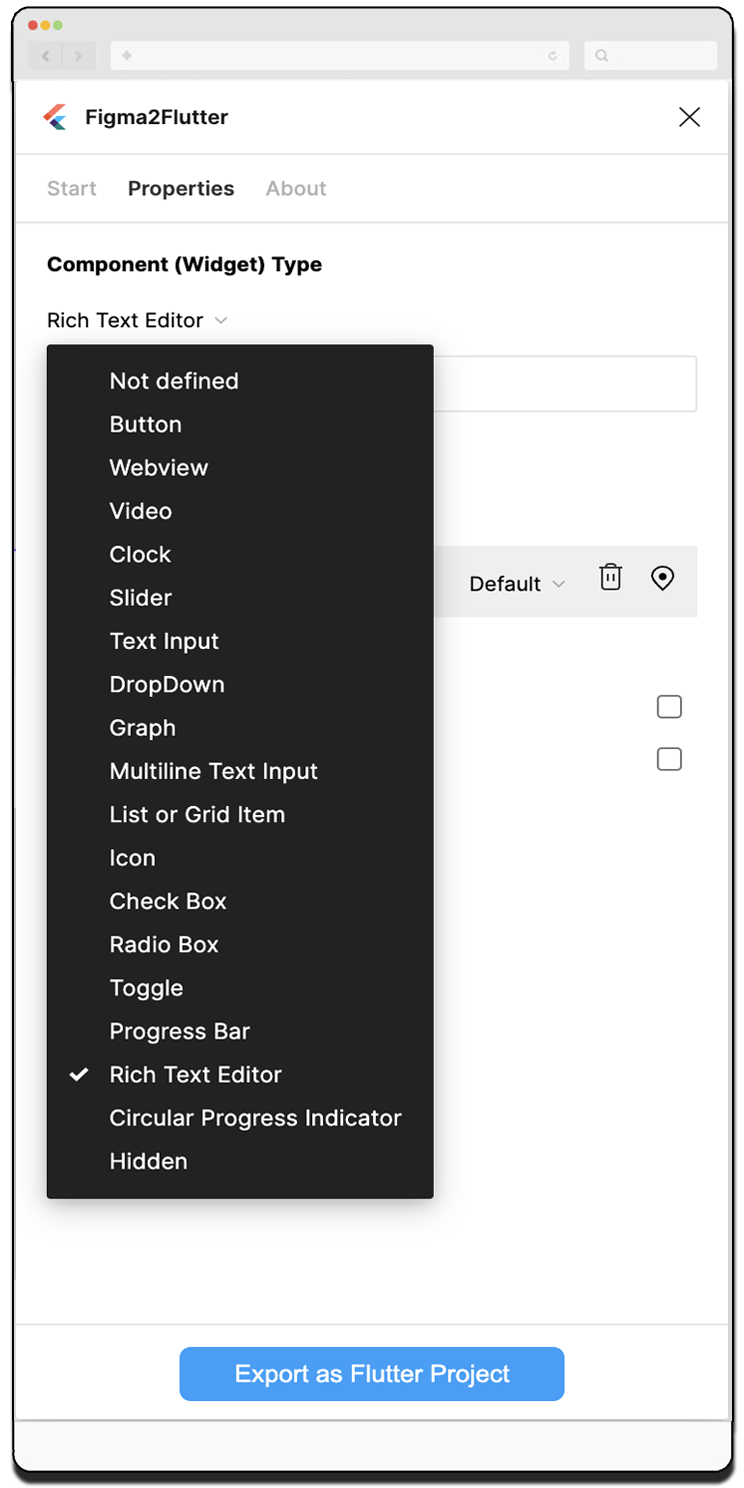 Figma2Flutter
Start Properties About
Component (Widget) Type
Rich Text Editor
Not defined
Button
Webview
Video
Clock
Slider
Default
Text Input
DropDown
Graph
Multiline Text Input
List or Grid Item
Icon
Check Box
Radio Box
Toggle
Progress Bar
Rich Text Editor
Circular Progress Indicator
Hidden
Export as Flutter Project